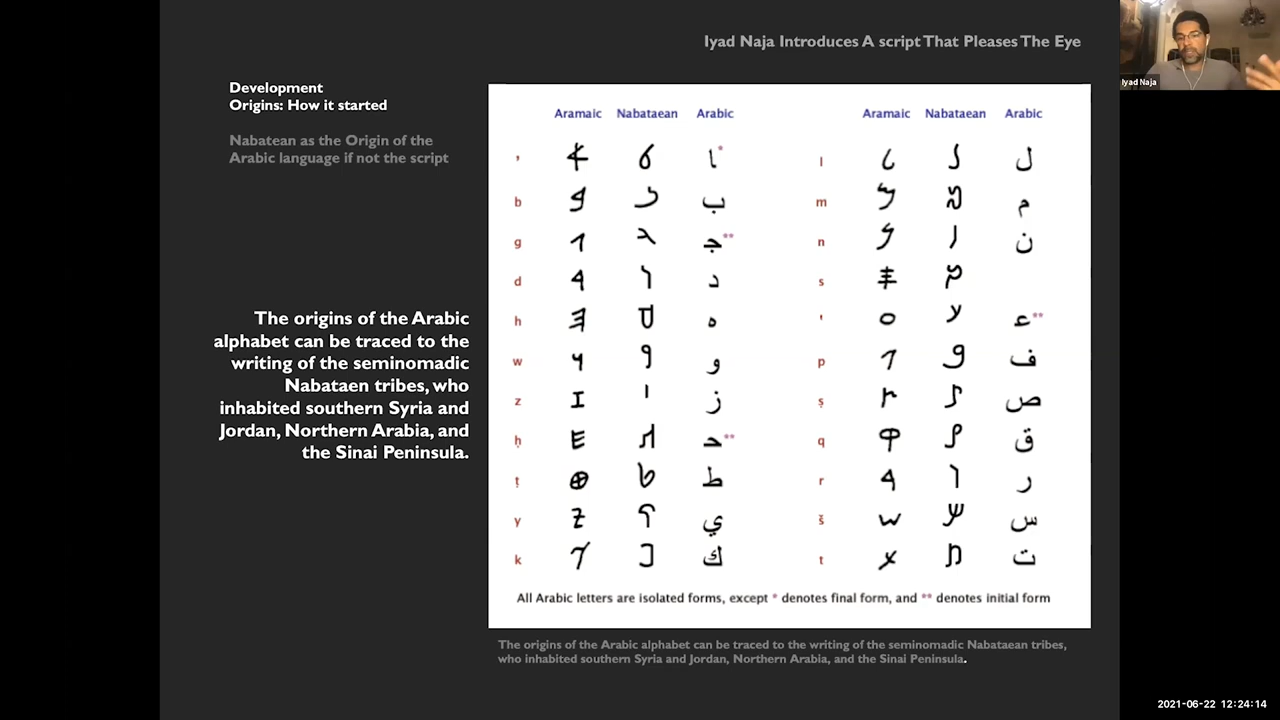 Iyad Naja Introduces A script That Pleases The Eye
Iyad Naja
Development
Origins: How it started
Nabatean as the Origin of the
Arabic language if not the script
The origins of the Arabic
alphabet can be traced to the
writing of the seminomadic
Nabataen tribes, who
inhabited southern Syria and
Jordan, Northern Arabia, and
the Sinai Peninsula.
Aramaic Nabataean Arabic Aramaic Nabataean Arabic
' ا* l ل
b ب m م
g ج** n ن
d د s
h ه ' ع**
w و p ف
z ز ṣ ص
ḥ ح** q ق
ṭ ط r ر
y ي š س
k ك t ت
All Arabic letters are isolated forms, except * denotes final form, and ** denotes initial form
The origins of the Arabic alphabet can be traced to the writing of the seminomadic Nabataean tribes,
who inhabited southern Syria and Jordan, Northern Arabia, and the Sinai Peninsula.
2021-06-22 12:24:14